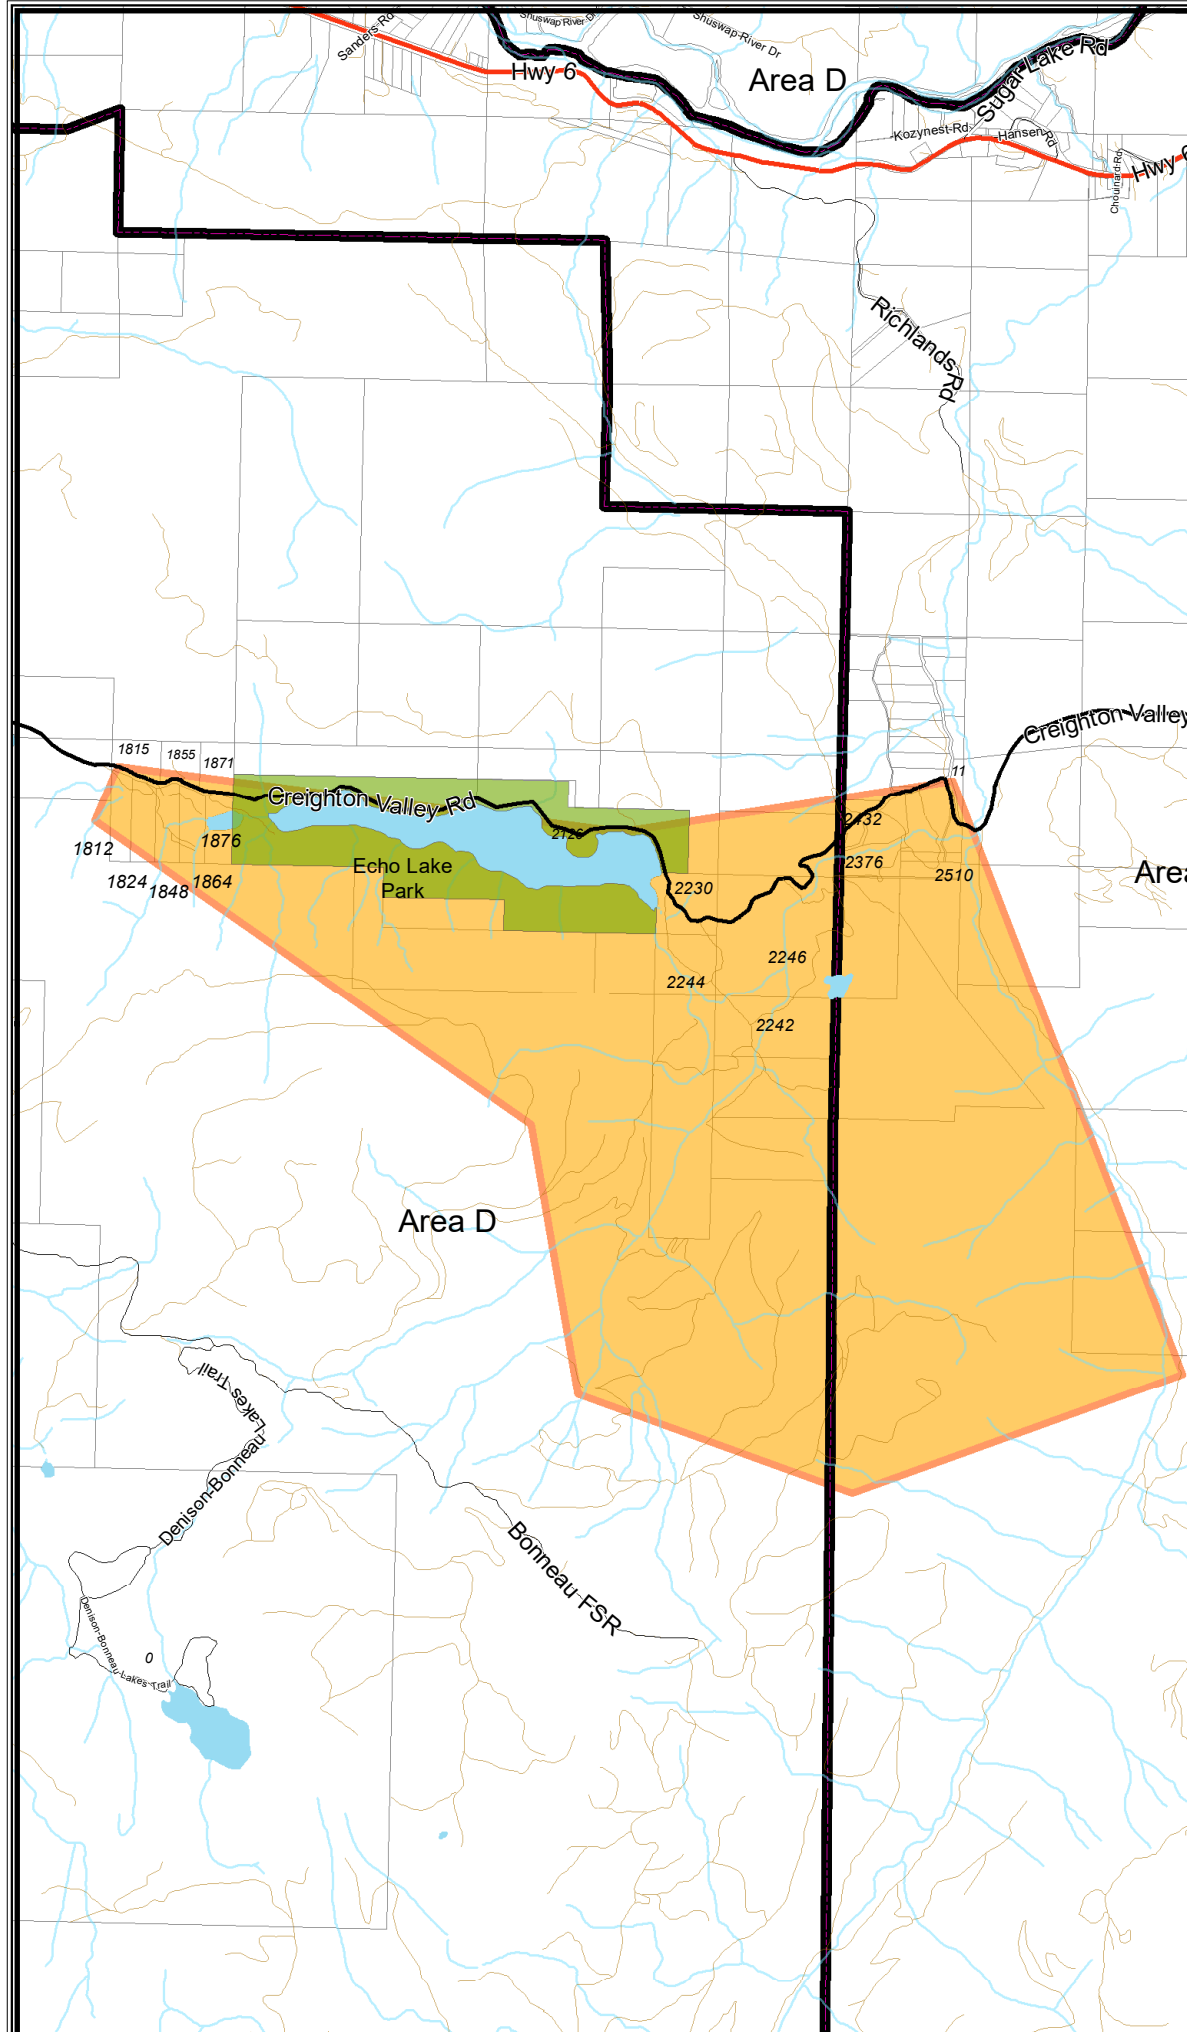 Sanders-Rd
Shuswap River Dr
Shuswap-River Dr
Hwy 6
Area D
Sugar Lake Rd
Kozynest-Rd
Hansen
Rd
Chouinard-Rd
Hwy 6
Richlands
Rd
Creighton Valley
1815
1855
1871
11
Creighton Valley Rd
2126
2432
1812
1876
Echo Lake
Park
2376
2510
Area
1824
1848
1864
2230
2246
2244
2242
Area D
Lakes Trail
Denison-Bonneau
Bonneau FSR
Denison-Bonneau-Lakes Trail
0